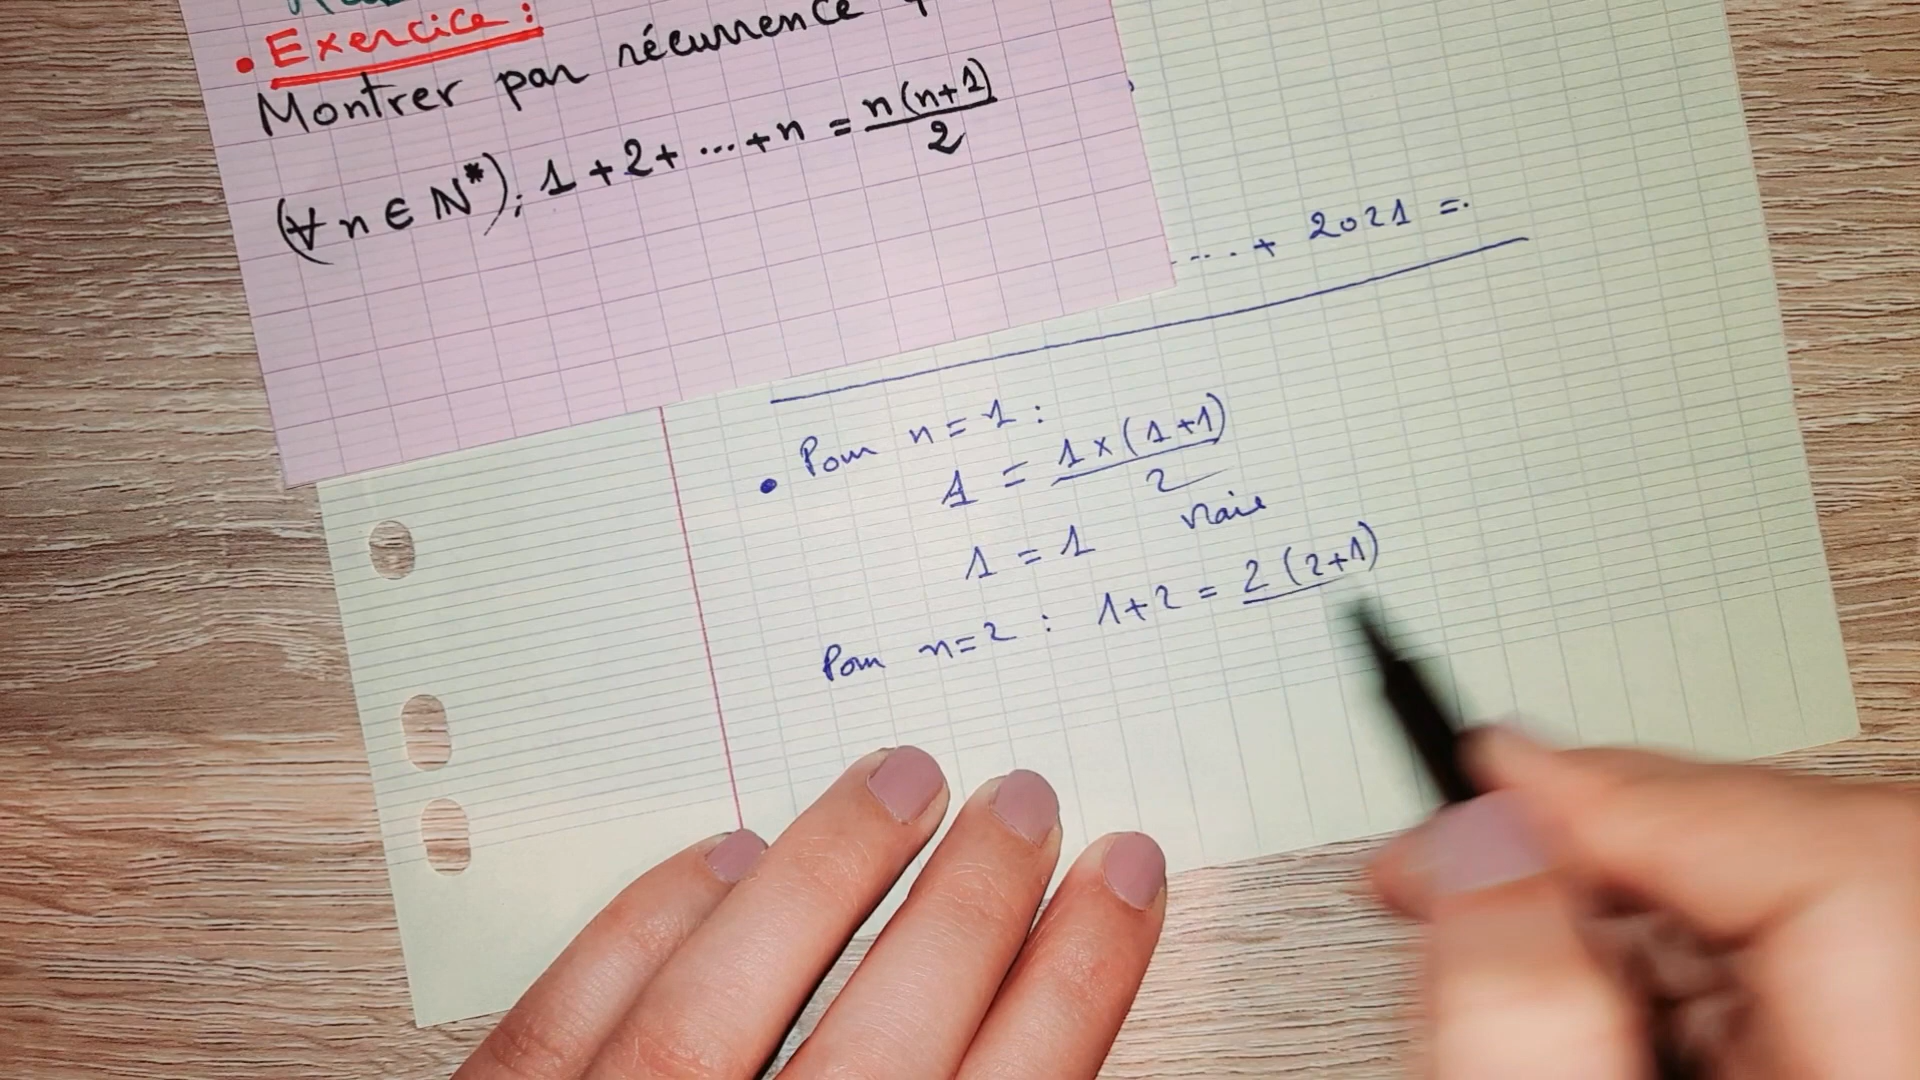 • Exercice :
Montrer par récurrence
(∀ n ∈ ℕ*); 1 + 2 + ... + n = n(n+1)/2
.... + 2021 =.
• Pour n = 1 :
1 = 1 × (1+1)/2
1 = 1 vraie
Pour n=2 : 1+2 = 2(2+1)